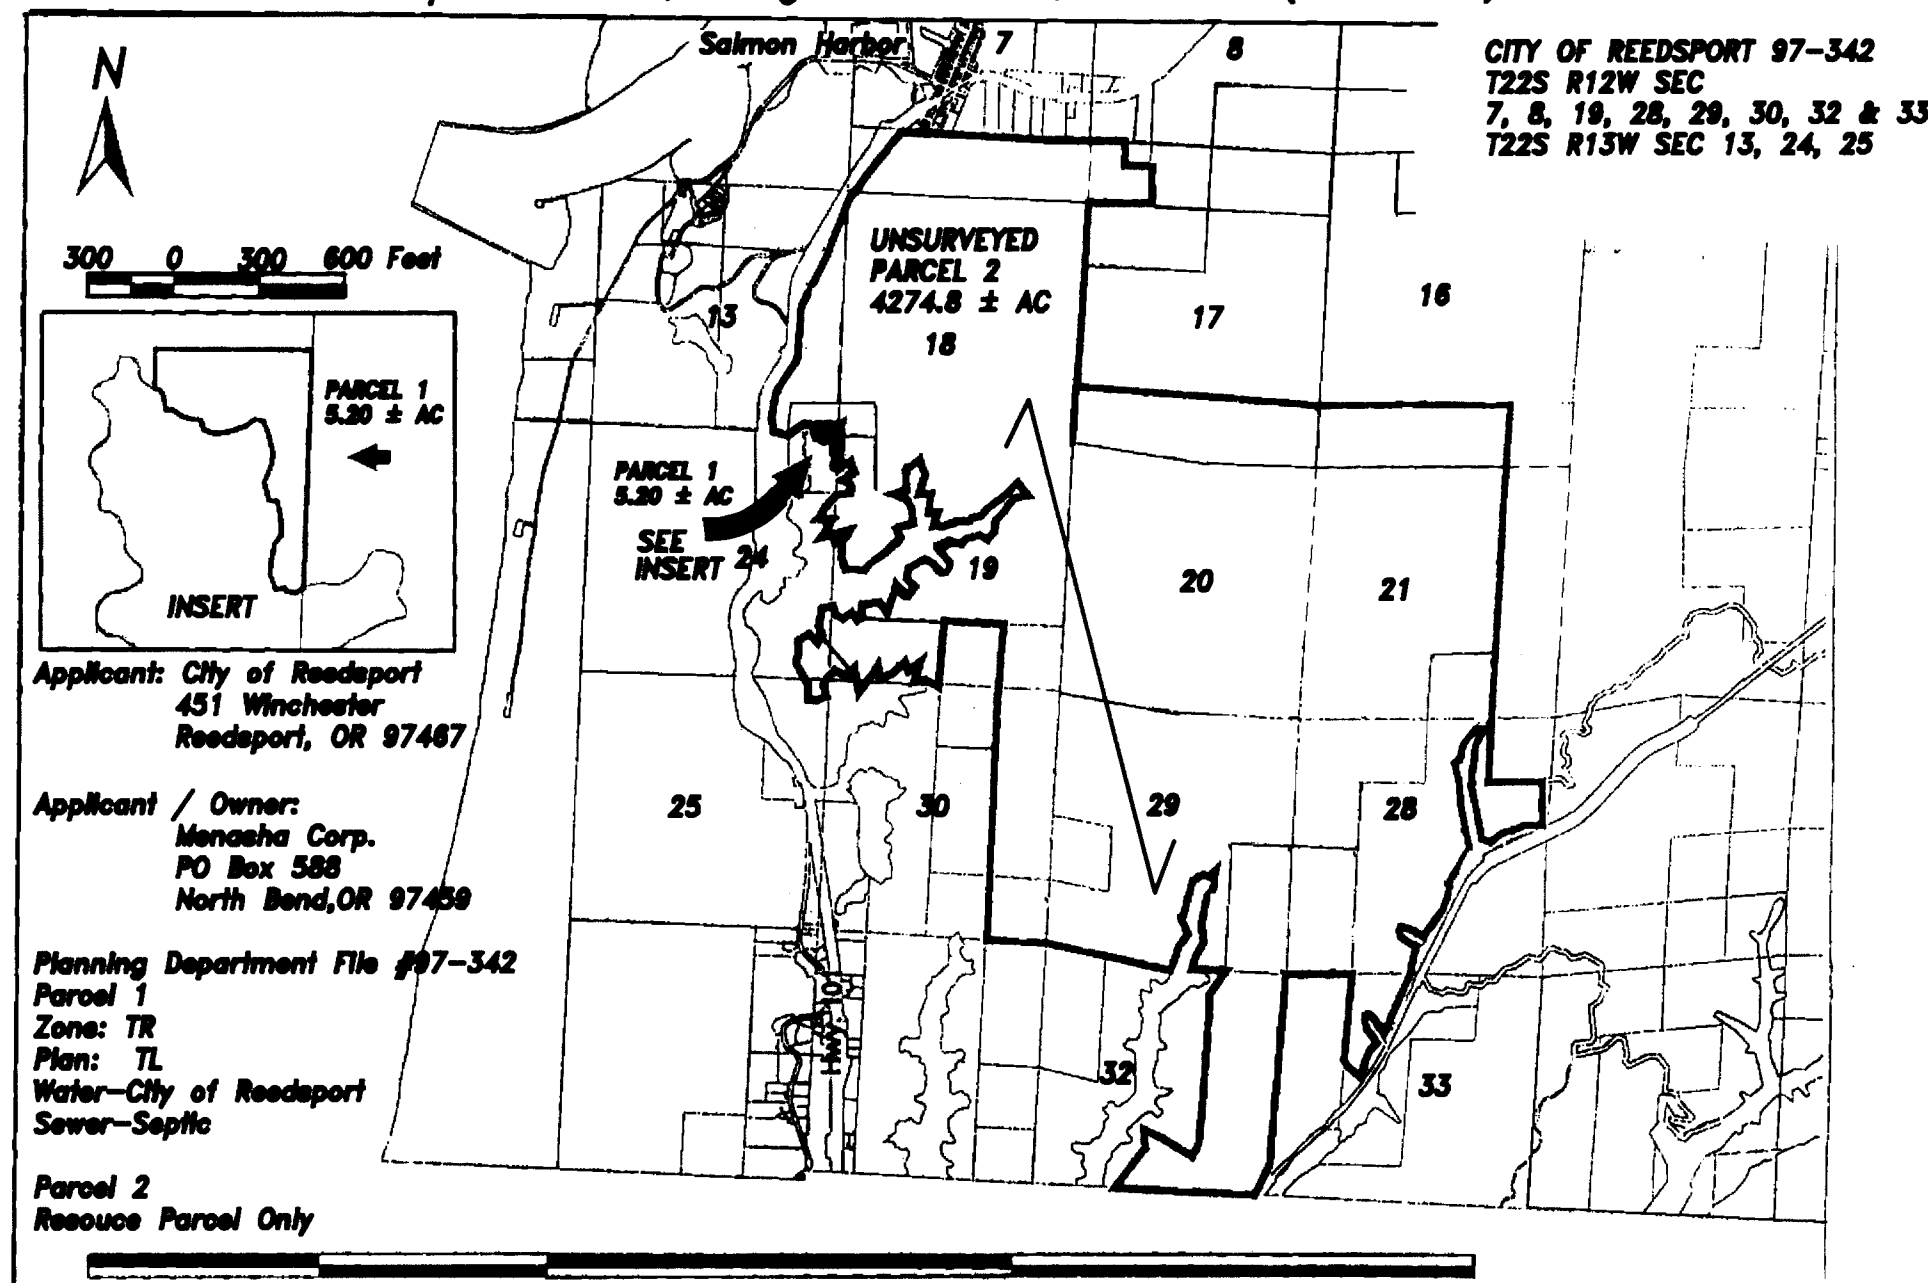 Salmon Harbor
7
8
CITY OF REEDSPORT 97-342
T22S R12W SEC
7, 8, 19, 28, 29, 30, 32 & 33
T22S R13W SEC 13, 24, 25
N
300 0 300 600 Feet
UNSURVEYED
PARCEL 2
4274.8 ± AC
13
18
17
16
PARCEL 1
5.20 ± AC
INSERT
PARCEL 1
5.20 ± AC
SEE
INSERT
24
19
20
21
25
30
29
28
32
33
Hwy. 101
Applicant: City of Reedsport
451 Winchester
Reedsport, OR 97467
Applicant / Owner:
Menasha Corp.
PO Box 588
North Bend,OR 97459
Planning Department File #97-342
Parcel 1
Zone: TR
Plan: TL
Water-City of Reedsport
Sewer-Septic
Parcel 2
Resouce Parcel Only